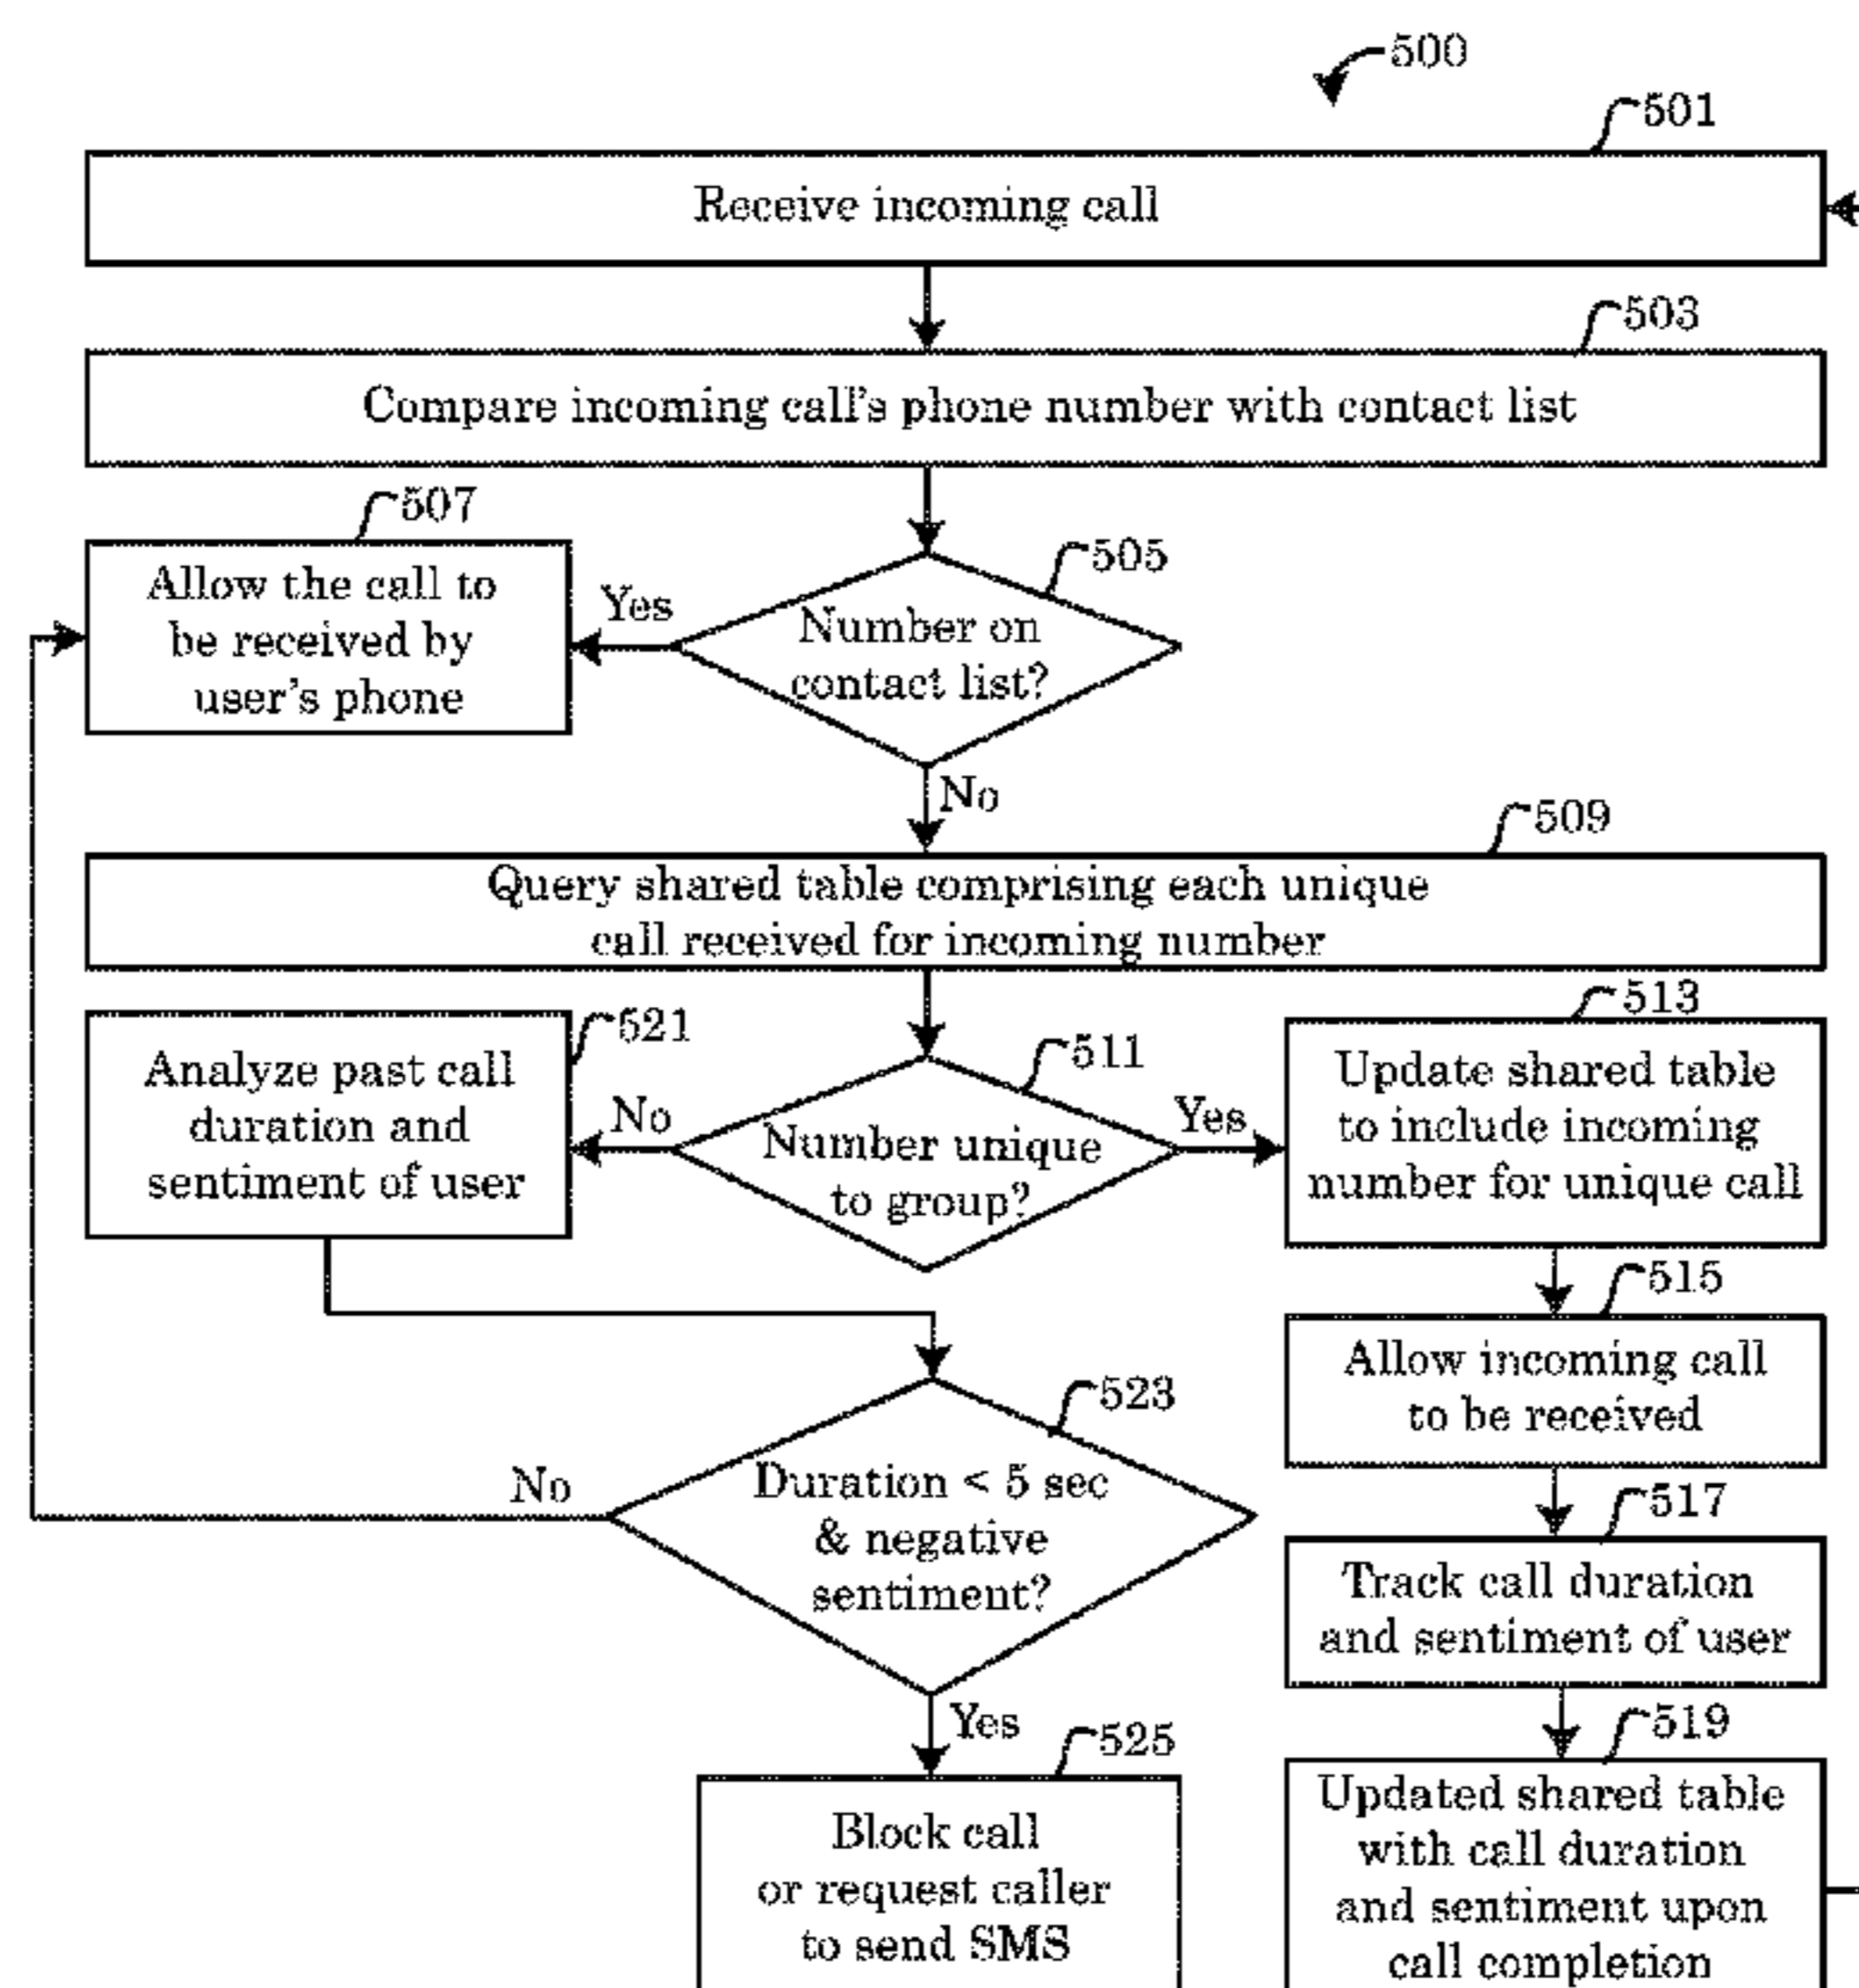 500
501
Receive incoming call
503
Compare incoming call's phone number with contact list
507
Allow the call to
be received by
user's phone
Yes
505
Number on
contact list?
No
509
Query shared table comprising each unique
call received for incoming number
521
Analyze past call
duration and
sentiment of user
No
511
Number unique
to group?
Yes
513
Update shared table
to include incoming
number for unique call
515
Allow incoming call
to be received
517
Track call duration
and sentiment of user
519
Updated shared table
with call duration
and sentiment upon
call completion
523
Duration < 5 sec
& negative
sentiment?
No
Yes
525
Block call
or request caller
to send SMS